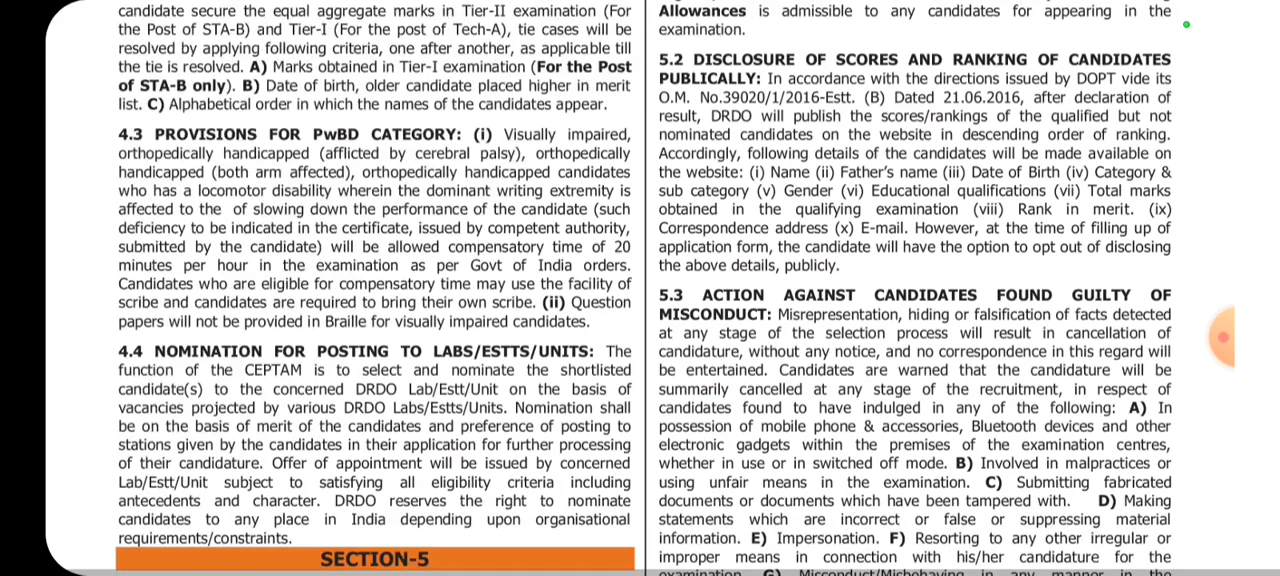 candidate secure the equal aggregate marks in Tier-II examination (For
the Post of STA-B) and Tier-I (For the post of Tech-A), tie cases will be
resolved by applying following criteria, one after another, as applicable till
the tie is resolved. A) Marks obtained in Tier-I examination (For the Post
of STA-B only). B) Date of birth, older candidate placed higher in merit
list. C) Alphabetical order in which the names of the candidates appear.
4.3 PROVISIONS FOR PwBD CATEGORY: (i) Visually impaired,
orthopedically handicapped (afflicted by cerebral palsy), orthopedically
handicapped (both arm affected), orthopedically handicapped candidates
who has a locomotor disability wherein the dominant writing extremity is
affected to the of slowing down the performance of the candidate (such
deficiency to be indicated in the certificate, issued by competent authority,
submitted by the candidate) will be allowed compensatory time of 20
minutes per hour in the examination as per Govt of India orders.
Candidates who are eligible for compensatory time may use the facility of
scribe and candidates are required to bring their own scribe. (ii) Question
papers will not be provided in Braille for visually impaired candidates.
4.4 NOMINATION FOR POSTING TO LABS/ESTTS/UNITS: The
function of the CEPTAM is to select and nominate the shortlisted
candidate(s) to the concerned DRDO Lab/Estt/Unit on the basis of
vacancies projected by various DRDO Labs/Estts/Units. Nomination shall
be on the basis of merit of the candidates and preference of posting to
stations given by the candidates in their application for further processing
of their candidature. Offer of appointment will be issued by concerned
Lab/Estt/Unit subject to satisfying all eligibility criteria including
antecedents and character. DRDO reserves the right to nominate
candidates to any place in India depending upon organisational
requirements/constraints.
SECTION-5
Allowances is admissible to any candidates for appearing in the
examination.
5.2 DISCLOSURE OF SCORES AND RANKING OF CANDIDATES
PUBLICALLY: In accordance with the directions issued by DOPT vide its
O.M. No.39020/1/2016-Estt. (B) Dated 21.06.2016, after declaration of
result, DRDO will publish the scores/rankings of the qualified but not
nominated candidates on the website in descending order of ranking.
Accordingly, following details of the candidates will be made available on
the website: (i) Name (ii) Father's name (iii) Date of Birth (iv) Category &
sub category (v) Gender (vi) Educational qualifications (vii) Total marks
obtained in the qualifying examination (viii) Rank in merit. (ix)
Correspondence address (x) E-mail. However, at the time of filling up of
application form, the candidate will have the option to opt out of disclosing
the above details, publicly.
5.3 ACTION AGAINST CANDIDATES FOUND GUILTY OF
MISCONDUCT: Misrepresentation, hiding or falsification of facts detected
at any stage of the selection process will result in cancellation of
candidature, without any notice, and no correspondence in this regard will
be entertained. Candidates are warned that the candidature will be
summarily cancelled at any stage of the recruitment, in respect of
candidates found to have indulged in any of the following: A) In
possession of mobile phone & accessories, Bluetooth devices and other
electronic gadgets within the premises of the examination centres,
whether in use or in switched off mode. B) Involved in malpractices or
using unfair means in the examination. C) Submitting fabricated
documents or documents which have been tampered with. D) Making
statements which are incorrect or false or suppressing material
information. E) Impersonation. F) Resorting to any other irregular or
improper means in connection with his/her candidature for the
examination. G) Misconduct/Misbehaving in any manner in the